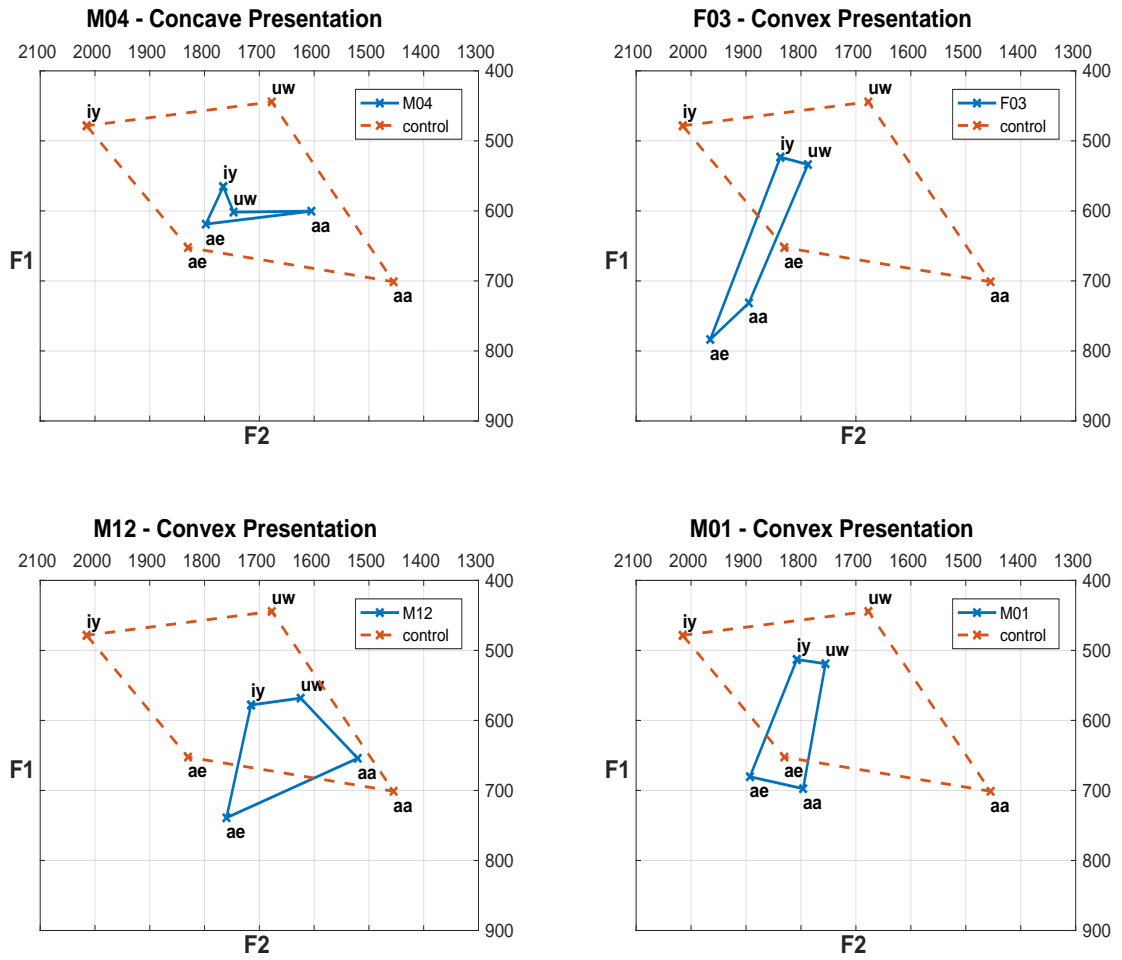 M04 - Concave Presentation
2100 2000 1900 1800 1700 1600 1500 1400 1300
400
500
600
700
800
900
F1
F2
M04
control
iy
uw
ae
aa
iy
uw
ae
aa
F03 - Convex Presentation
2100 2000 1900 1800 1700 1600 1500 1400 1300
400
500
600
700
800
900
F1
F2
F03
control
iy
uw
ae
aa
iy
uw
aa
ae
M12 - Convex Presentation
2100 2000 1900 1800 1700 1600 1500 1400 1300
400
500
600
700
800
900
F1
F2
M12
control
iy
uw
ae
aa
iy
uw
aa
ae
M01 - Convex Presentation
2100 2000 1900 1800 1700 1600 1500 1400 1300
400
500
600
700
800
900
F1
F2
M01
control
iy
uw
ae
aa
iy
uw
ae
aa